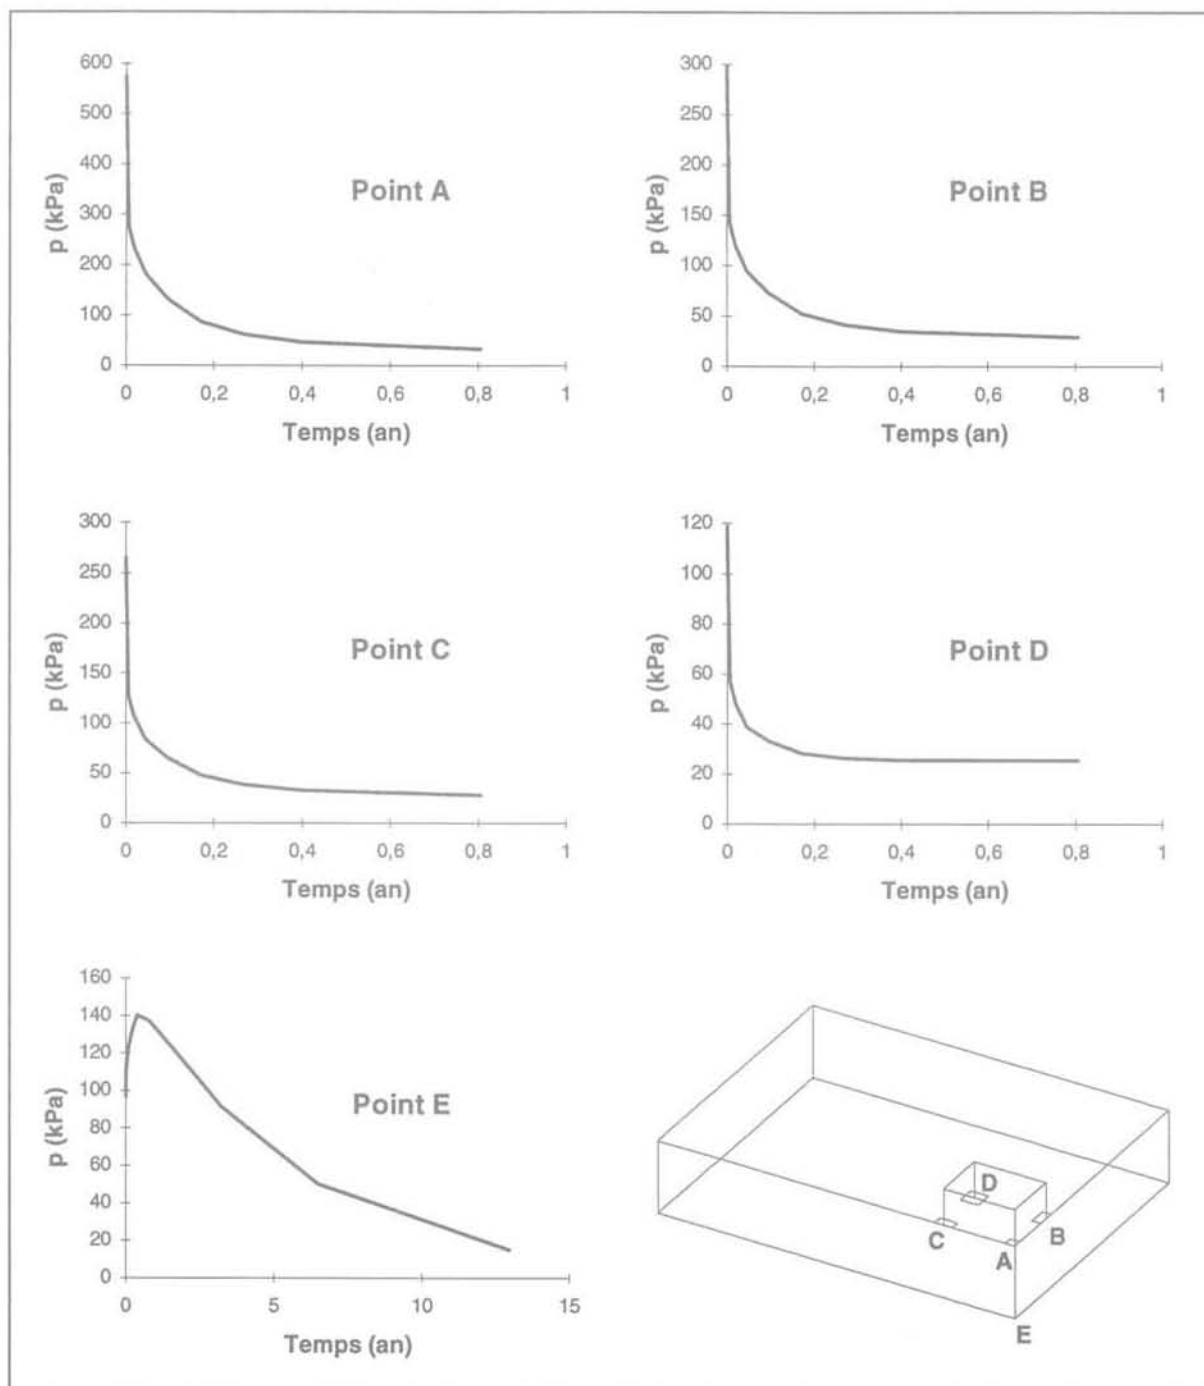 Point A
p (kPa)
600
500
400
300
200
100
0
0 0,2 0,4 0,6 0,8 1
Temps (an)
Point B
p (kPa)
300
250
200
150
100
50
0
0 0,2 0,4 0,6 0,8 1
Temps (an)
Point C
p (kPa)
300
250
200
150
100
50
0
0 0,2 0,4 0,6 0,8 1
Temps (an)
Point D
p (kPa)
120
100
80
60
40
20
0
0 0,2 0,4 0,6 0,8 1
Temps (an)
Point E
p (kPa)
160
140
120
100
80
60
40
20
0
0 5 10 15
Temps (an)
D
C
B
A
E